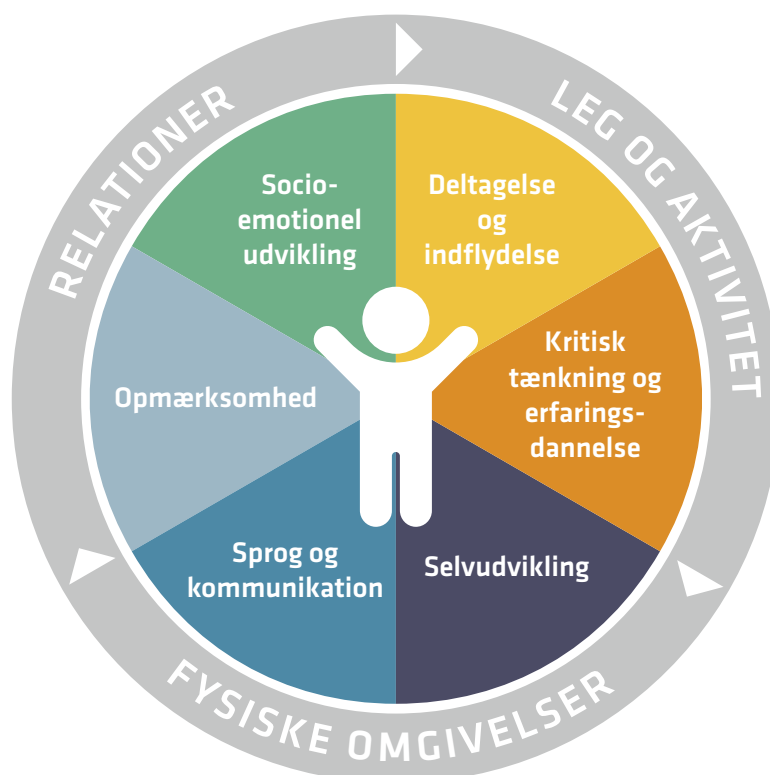 RELATIONER
LEG OG AKTIVITET
Socio-
emotionel
udvikling
Deltagelse
og
indflydelse
Opmærksomhed
Kritisk
tænkning og
erfarings-
dannelse
Sprog og
kommunikation
Selvudvikling
FYSISKE OMGIVELSER